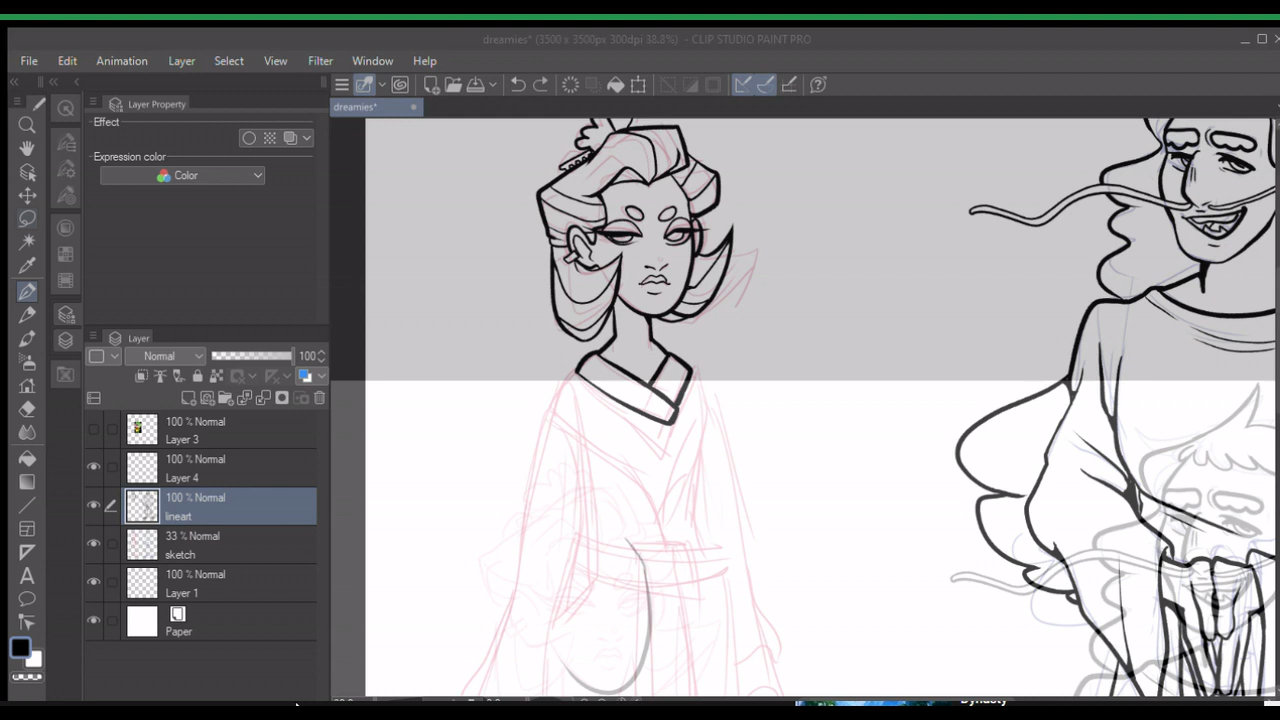 dreamies* (3500 x 3500px 300dpi 38.8%) - CLIP STUDIO PAINT PRO
File Edit Animation Layer Select View Filter Window Help
Layer Property
dreamies*
Effect
Expression color
Color
Layer
Normal 100
100 % Normal
Layer 3
100 % Normal
Layer 4
100 % Normal
lineart
33 % Normal
sketch
100 % Normal
Layer 1
Paper
Dynasty